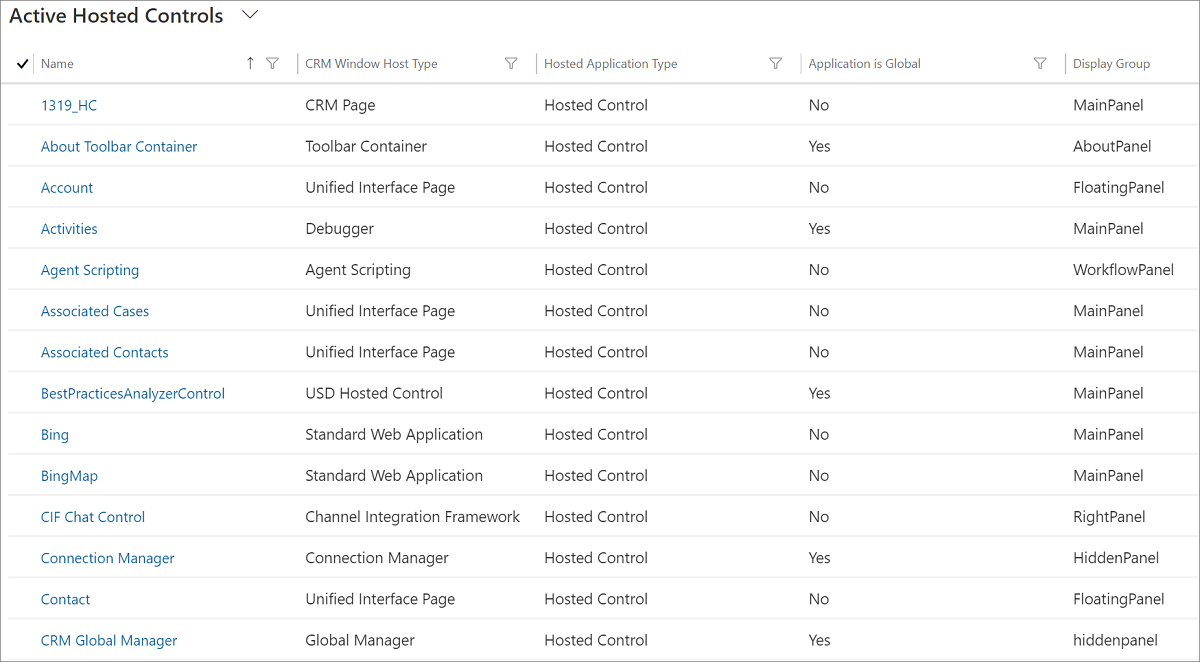 Active Hosted Controls
Name CRM Window Host Type Hosted Application Type Application is Global Display Group
1319_HC CRM Page Hosted Control No MainPanel
About Toolbar Container Toolbar Container Hosted Control Yes AboutPanel
Account Unified Interface Page Hosted Control No FloatingPanel
Activities Debugger Hosted Control Yes MainPanel
Agent Scripting Agent Scripting Hosted Control No WorkflowPanel
Associated Cases Unified Interface Page Hosted Control No MainPanel
Associated Contacts Unified Interface Page Hosted Control No MainPanel
BestPracticesAnalyzerControl USD Hosted Control Hosted Control Yes MainPanel
Bing Standard Web Application Hosted Control No MainPanel
BingMap Standard Web Application Hosted Control No MainPanel
CIF Chat Control Channel Integration Framework Hosted Control No RightPanel
Connection Manager Connection Manager Hosted Control Yes HiddenPanel
Contact Unified Interface Page Hosted Control No FloatingPanel
CRM Global Manager Global Manager Hosted Control Yes hiddenpanel